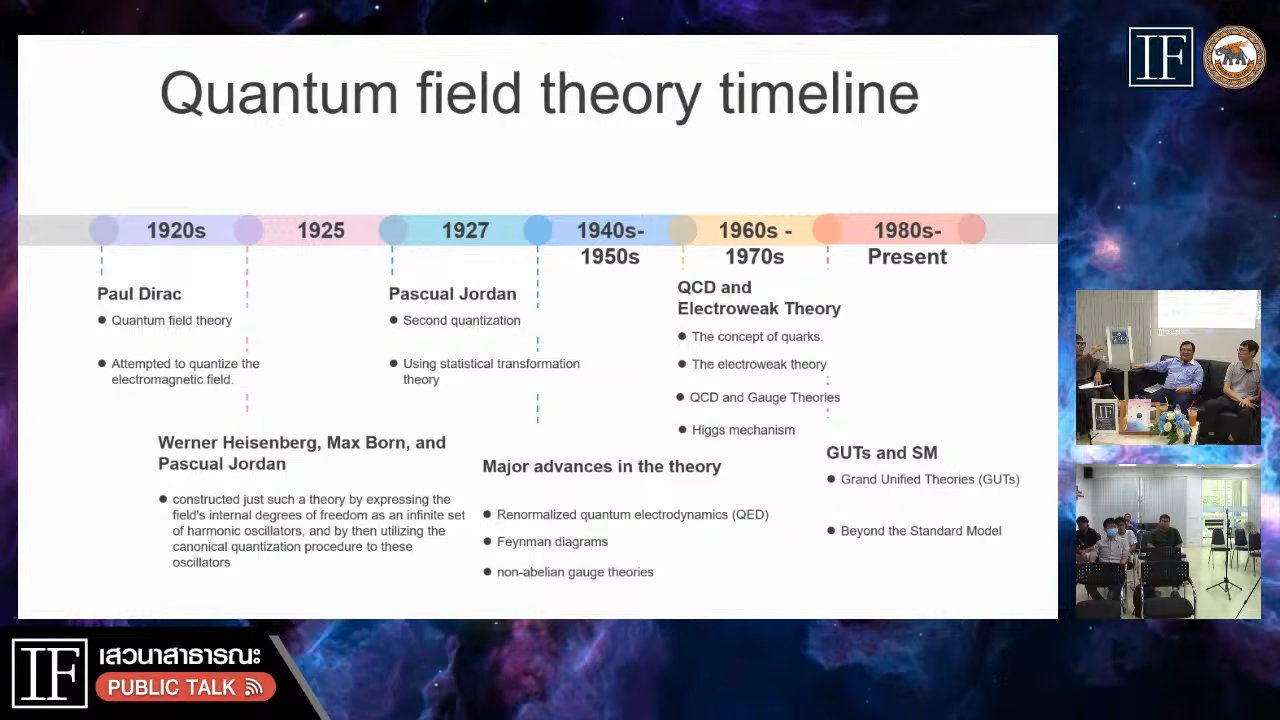 Quantum field theory timeline
IF
1920s
1925
1927
1940s-
1950s
1960s -
1970s
1980s-
Present
Paul Dirac
● Quantum field theory
● Attempted to quantize the
electromagnetic field.
Werner Heisenberg, Max Born, and
Pascual Jordan
● constructed just such a theory by expressing the
field's internal degrees of freedom as an infinite set
of harmonic oscillators, and by then utilizing the
canonical quantization procedure to these
oscillators
Pascual Jordan
● Second quantization
● Using statistical transformation
theory
Major advances in the theory
● Renormalized quantum electrodynamics (QED)
● Feynman diagrams
● non-abelian gauge theories
QCD and
Electroweak Theory
● The concept of quarks.
● The electroweak theory
● QCD and Gauge Theories
● Higgs mechanism
GUTs and SM
● Grand Unified Theories (GUTs)
● Beyond the Standard Model
IF
IF
เสวนาสาธารณะ
PUBLIC TALK